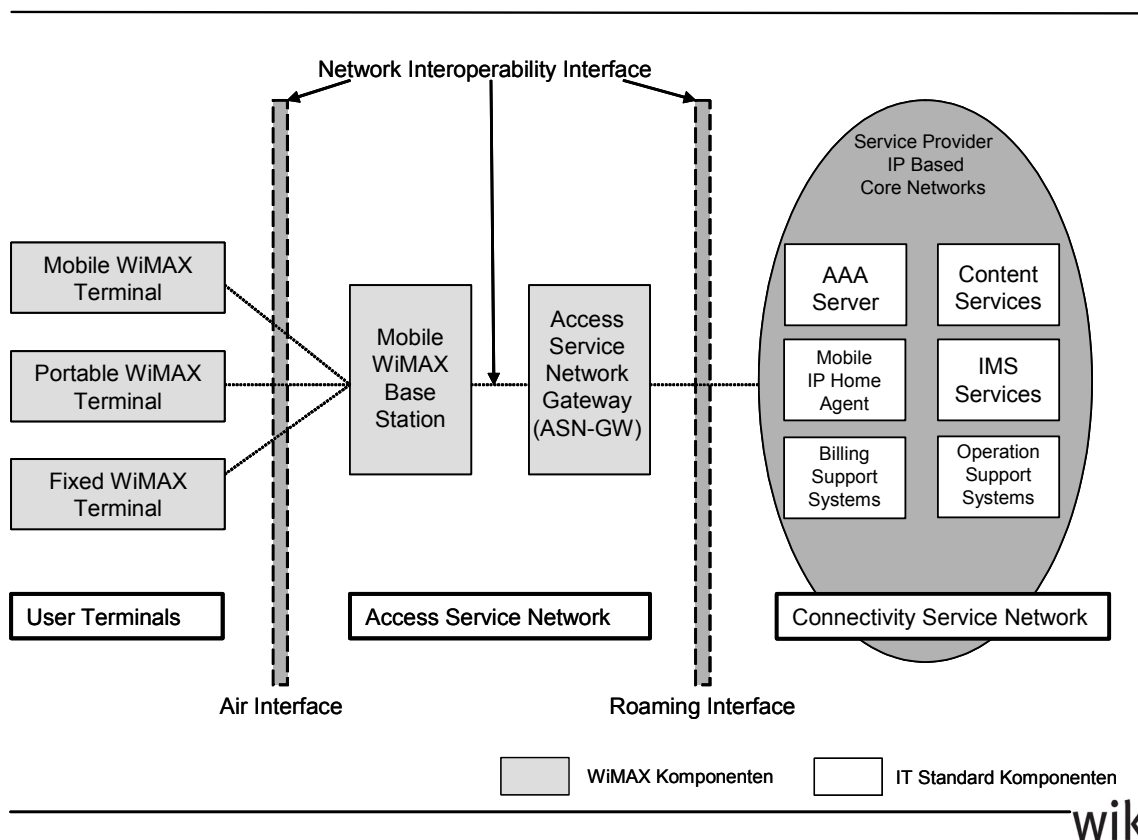 Network Interoperability Interface
Service Provider
IP Based
Core Networks
Mobile WiMAX
Terminal
Portable WiMAX
Terminal
Fixed WiMAX
Terminal
Mobile
WiMAX
Base
Station
Access
Service
Network
Gateway
(ASN-GW)
AAA
Server
Content
Services
Mobile
IP Home
Agent
IMS
Services
Billing
Support
Systems
Operation
Support
Systems
User Terminals
Access Service Network
Connectivity Service Network
Air Interface
Roaming Interface
WiMAX Komponenten
IT Standard Komponenten
wik